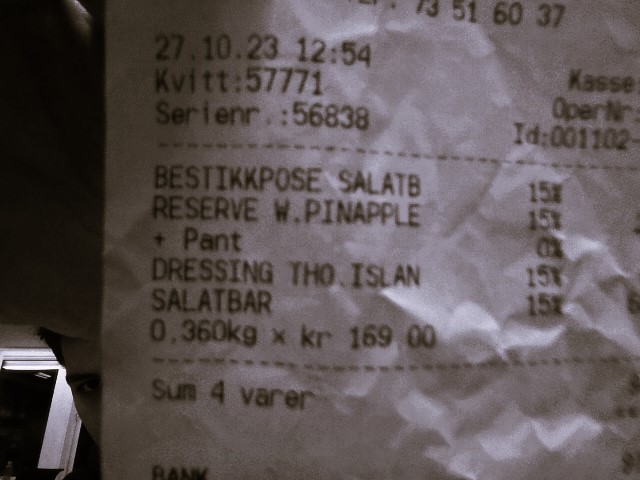 73 51 60 37
27.10.23 12:54
Kvitt:57771 Kasse:
Serienr.:56838 OperNr:
Id:001102-
BESTIKKPOSE SALATB 15%
RESERVE W.PINAPPLE 15%
+ Pant 0%
DRESSING THO.ISLAN 15%
SALATBAR 15%
0,360kg x kr 169,00
Sum 4 varer
BANK